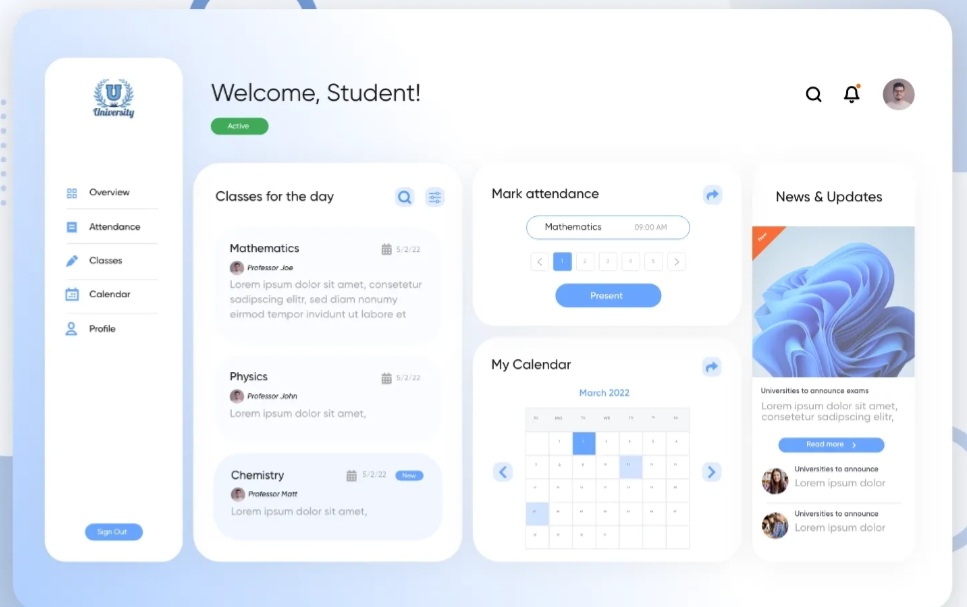 U
University
Overview
Attendance
Classes
Calendar
Profile
Sign Out
Welcome, Student!
Active
Classes for the day
Mathematics
5/2/22
Professor Joe
Lorem ipsum dolor sit amet, consetetur
sadipscing elitr, sed diam nonumy
eirmod tempor invidunt ut labore et
Physics
5/2/22
Professor John
Lorem ipsum dolor sit amet,
Chemistry
5/2/22
New
Professor Matt
Lorem ipsum dolor sit amet,
Mark attendance
Mathematics 09:00 AM
1 2 3 4 5
Present
My Calendar
March 2022
News & Updates
New
Universities to announce exams
Lorem ipsum dolor sit amet,
consetetur sadipscing elitr,
Read more
Universities to announce
Lorem ipsum dolor
Universities to announce
Lorem ipsum dolor